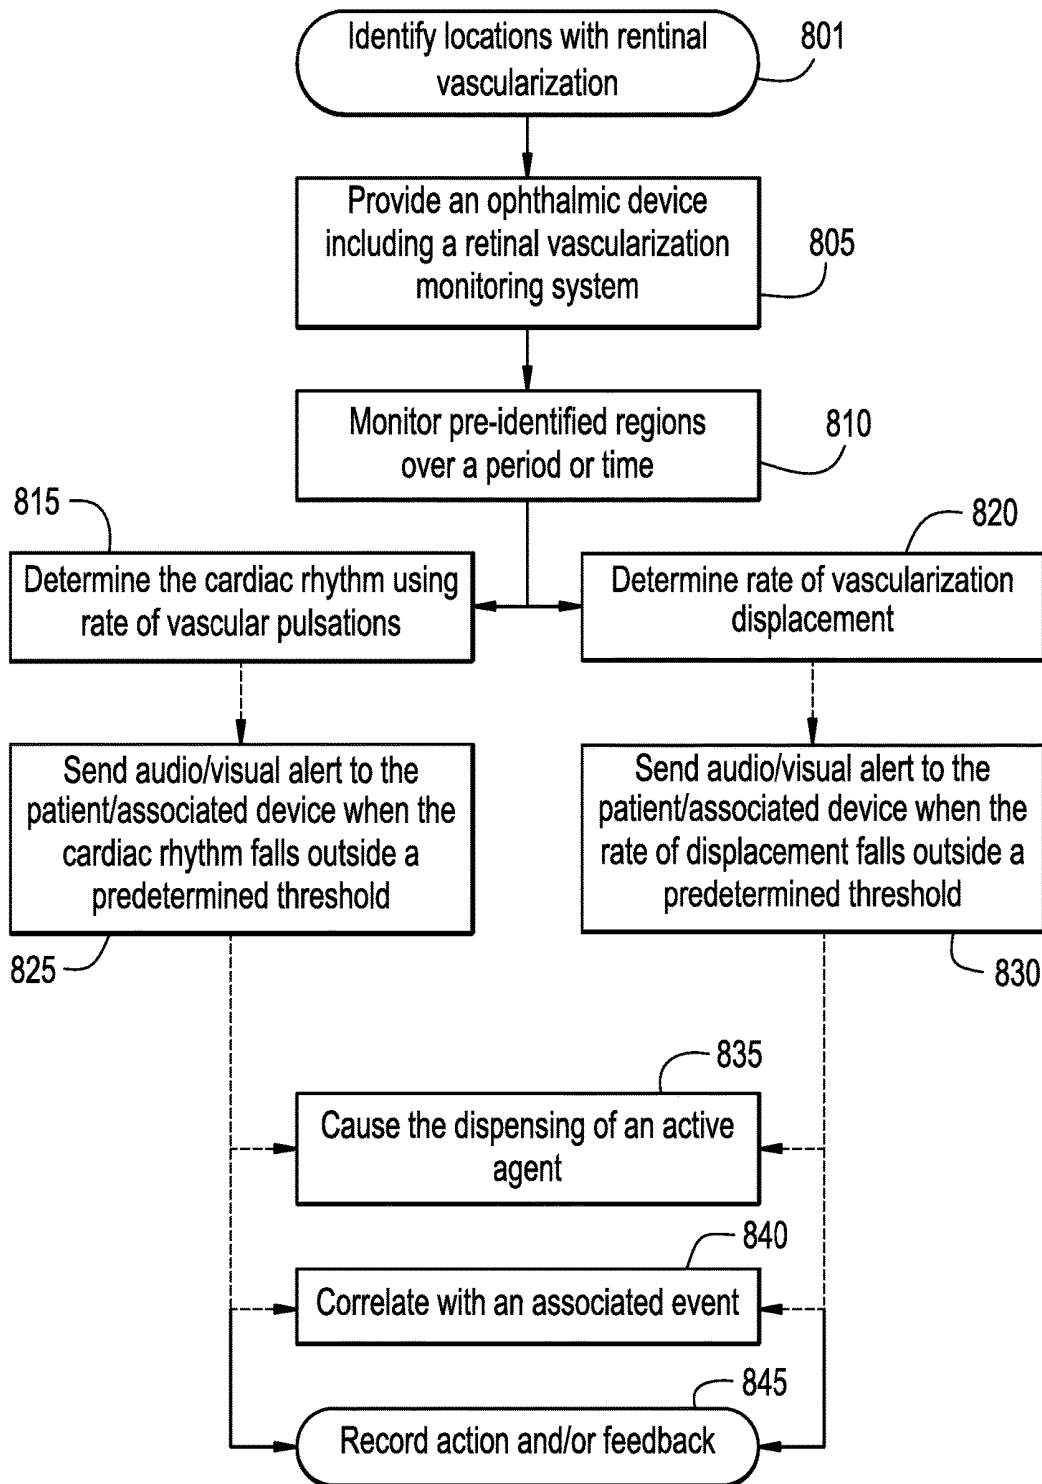 Identify locations with rentinal
vascularization
801
Provide an ophthalmic device
including a retinal vascularization
monitoring system
805
Monitor pre-identified regions
over a period or time
810
815
Determine the cardiac rhythm using
rate of vascular pulsations
820
Determine rate of vascularization
displacement
Send audio/visual alert to the
patient/associated device when the
cardiac rhythm falls outside a
predetermined threshold
825
Send audio/visual alert to the
patient/associated device when the
rate of displacement falls outside a
predetermined threshold
830
835
Cause the dispensing of an active
agent
840
Correlate with an associated event
845
Record action and/or feedback